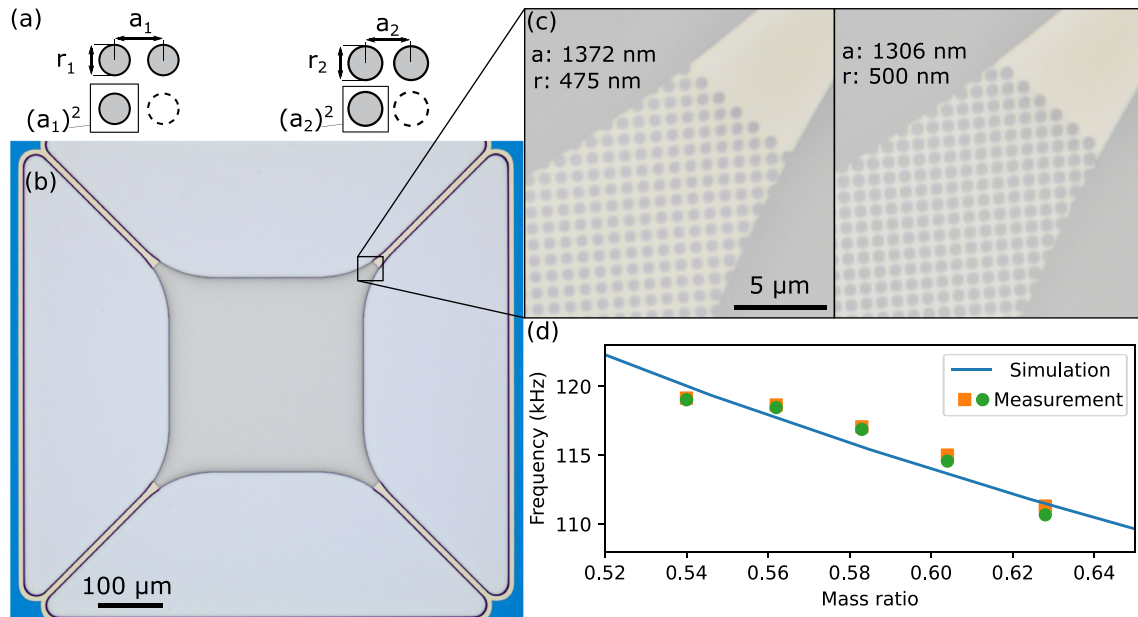 (a)
a₁
r₁
(a₁)²
a₂
r₂
(a₂)²
(b)
100 μm
(c)
a: 1372 nm
r: 475 nm
a: 1306 nm
r: 500 nm
5 μm
(d)
Frequency (kHz)
120
115
110
Simulation
Measurement
0.52 0.54 0.56 0.58 0.60 0.62 0.64
Mass ratio